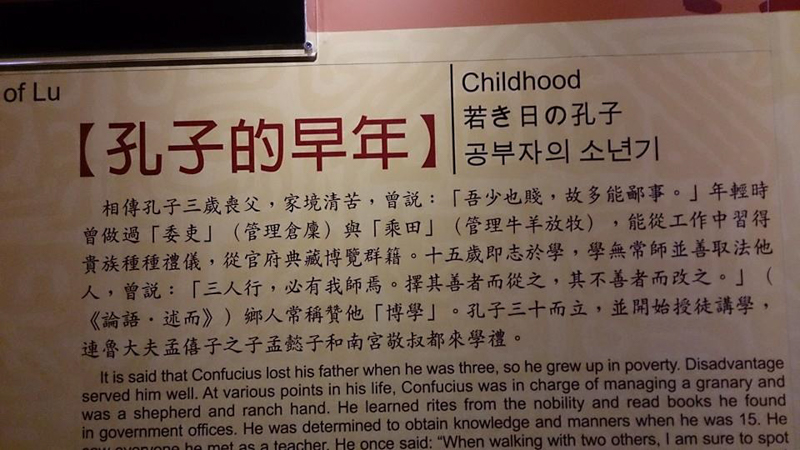 of Lu
【孔子的早年】
Childhood
若き日の孔子
공부자의 소년기
相傳孔子三歲喪父，家境清苦，曾説：「吾少也賤，故多能鄙事。」年輕時
曾做過「委吏」（管理倉廩）與「乘田」（管理牛羊放牧），能從工作中習得
貴族種種禮儀，從官府典藏博覽群籍。十五歲即志於學，學無常師並善取法他
人，曾説：「三人行，必有我師焉。擇其善者而從之，其不善者而改之。」（
《論語·述而》）鄉人常稱贊他「博學」。孔子三十而立，並開始授徒講學，
連魯大夫孟僖子之子孟懿子和南宮敬叔都來學禮。
It is said that Confucius lost his father when he was three, so he grew up in poverty. Disadvantage
served him well. At various points in his life, Confucius was in charge of managing a granary and
was a shepherd and ranch hand. He learned rites from the nobility and read books he found
in government offices. He was determined to obtain knowledge and manners when he was 15. He
saw everyone he met as a teacher. He once said: “When walking with two others, I am sure to spot